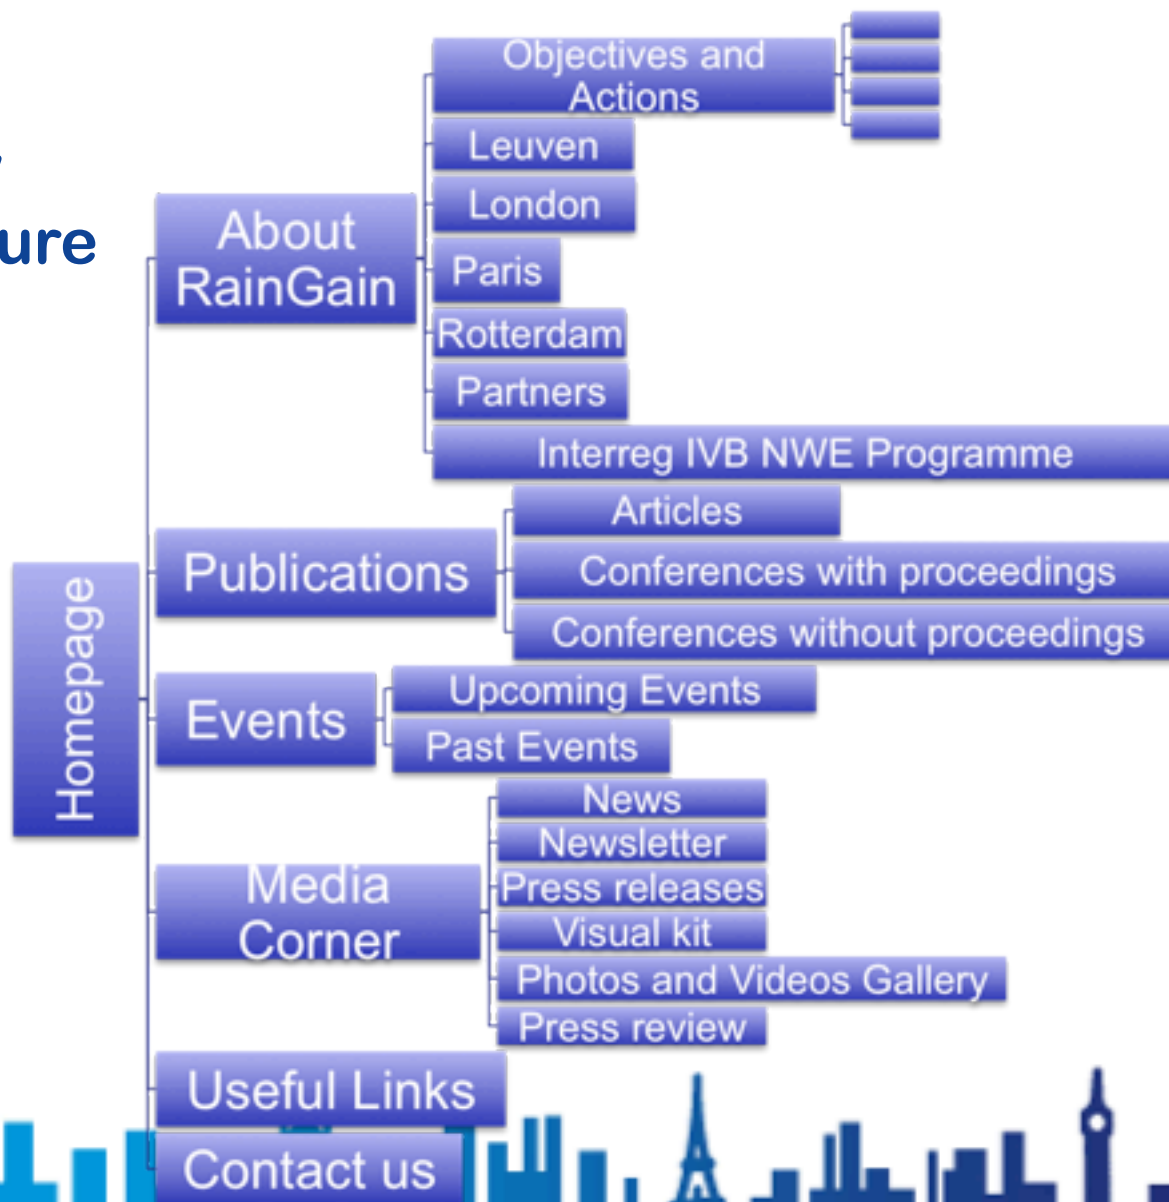 ure
Homepage
About
RainGain
Objectives and
Actions
Leuven
London
Paris
Rotterdam
Partners
Interreg IVB NWE Programme
Publications
Articles
Conferences with proceedings
Conferences without proceedings
Events
Upcoming Events
Past Events
Media
Corner
News
Newsletter
Press releases
Visual kit
Photos and Videos Gallery
Press review
Useful Links
Contact us